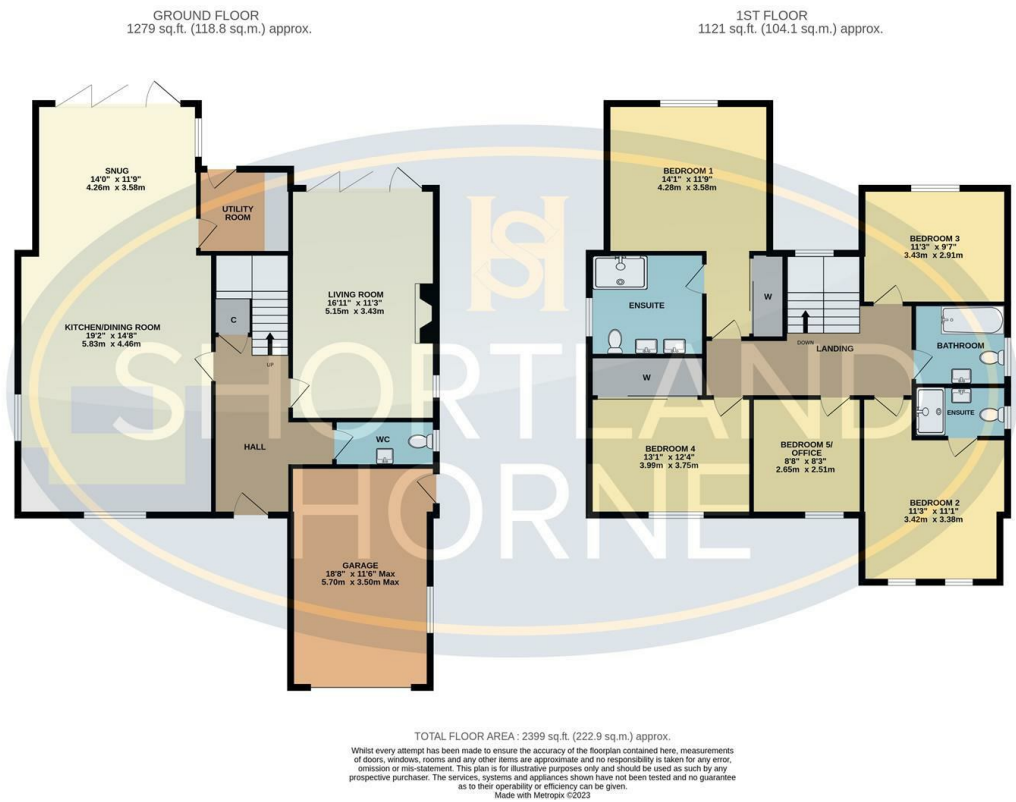 GROUND FLOOR
1279 sq.ft. (118.8 sq.m.) approx.
1ST FLOOR
1121 sq.ft. (104.1 sq.m.) approx.
SNUG
14'0" x 11'9"
4.26m x 3.58m
UTILITY
ROOM
KITCHEN/DINING ROOM
19'2" x 14'8"
5.83m x 4.46m
C
UP
LIVING ROOM
16'11" x 11'3"
5.15m x 3.43m
HALL
WC
GARAGE
18'8" x 11'6" Max
5.70m x 3.50m Max
BEDROOM 1
14'1" x 11'9"
4.28m x 3.58m
BEDROOM 3
11'3" x 9'7"
3.43m x 2.91m
ENSUITE
W
DOWN
LANDING
BATHROOM
W
ENSUITE
BEDROOM 4
13'1" x 12'4"
3.99m x 3.75m
BEDROOM 5/
OFFICE
8'8" x 8'3"
2.65m x 2.51m
BEDROOM 2
11'3" x 11'1"
3.42m x 3.38m
HS
SHORTLAND
HORNE
TOTAL FLOOR AREA : 2399 sq.ft. (222.9 sq.m.) approx.
Whilst every attempt has been made to ensure the accuracy of the floorplan contained here, measurements
of doors, windows, rooms and any other items are approximate and no responsibility is taken for any error,
omission or mis-statement. This plan is for illustrative purposes only and should be used as such by any
prospective purchaser. The services, systems and appliances shown have not been tested and no guarantee
as to their operability or efficiency can be given.
Made with Metropix ©2023